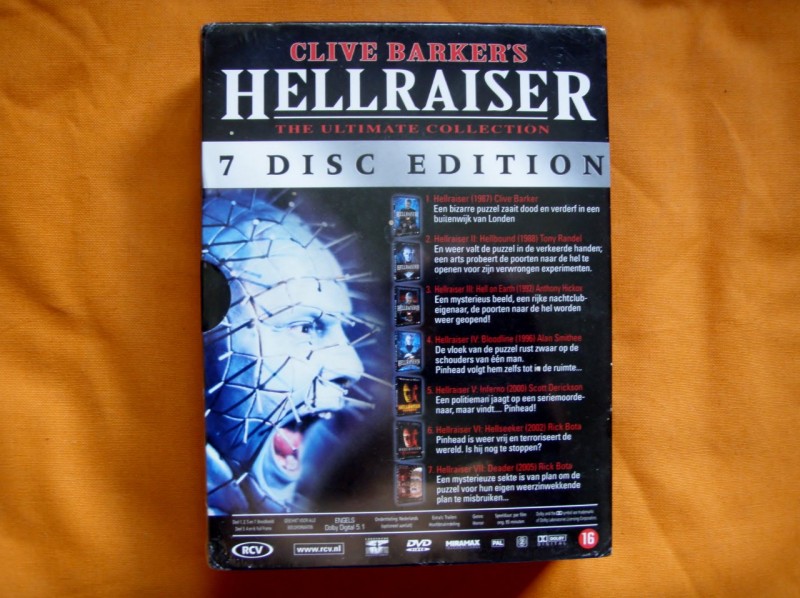 CLIVE BARKER'S
HELLRAISER
THE ULTIMATE COLLECTION
7 DISC EDITION
1. Hellraiser (1987) Clive Barker
Een bizarre puzzel zaait dood en verderf in een
buitenwijk van Londen
2. Hellraiser II: Hellbound (1988) Tony Randel
En weer valt de puzzel in de verkeerde handen;
een arts probeert de poorten naar de hel te
openen voor zijn verwrongen experimenten.
3. Hellraiser III: Hell on Earth (1993) Anthony Hickox
Een mysterieus beeld, een rijke nachtclub-
eigenaar, de poorten naar de hel worden
weer geopend!
4. Hellraiser IV: Bloodline (1996) Alan Smithee
De vloek van de puzzel rust zwaar op de
schouders van één man.
Pinhead volgt hem zelfs tot in de ruimte...
5. Hellraiser V: Inferno (2000) Scott Derickson
Een politieman jaagt op een seriemoorde-
naar, maar vindt.... Pinhead!
6. Hellraiser VI: Hellseeker (2002) Rick Bota
Pinhead is weer vrij en terroriseert de
wereld. Is hij nog te stoppen?
7. Hellraiser VII: Deader (2005) Rick Bota
Een mysterieuze sekte is van plan om de
puzzel voor hun eigen weerzinwekkende
plan te misbruiken...
ENGELS
Dolby Digital 5.1
RCV
www.rcv.nl
DVD
MIRAMAX
PAL
2
DOLBY
DIGITAL
16